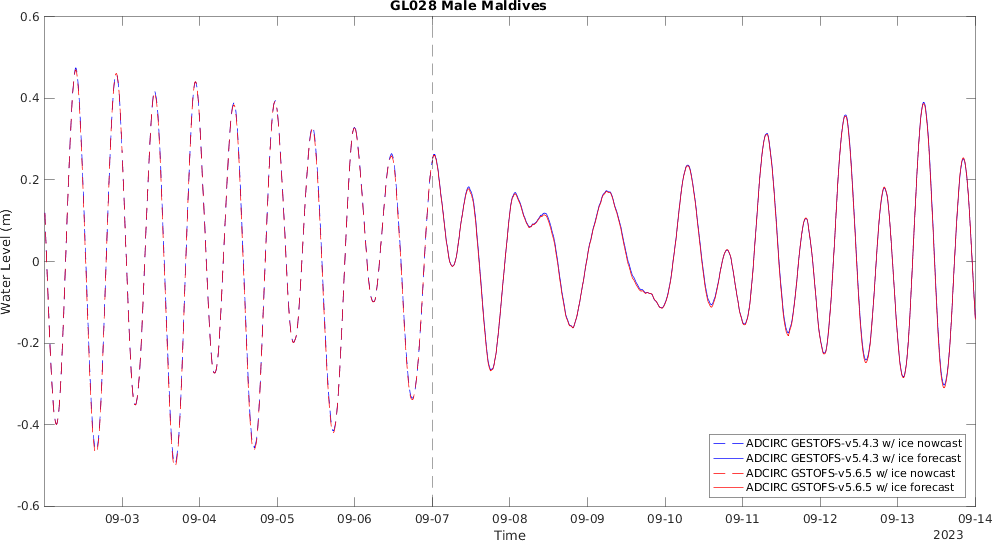 GL028 Male Maldives
0.6
0.4
0.2
0
-0.2
-0.4
-0.6
Water Level (m)
ADCIRC GESTOFS-v5.4.3 w/ ice nowcast
ADCIRC GESTOFS-v5.4.3 w/ ice forecast
ADCIRC GSTOFS-v5.6.5 w/ ice nowcast
ADCIRC GSTOFS-v5.6.5 w/ ice forecast
09-03 09-04 09-05 09-06 09-07 09-08 09-09 09-10 09-11 09-12 09-13 09-14
Time
2023